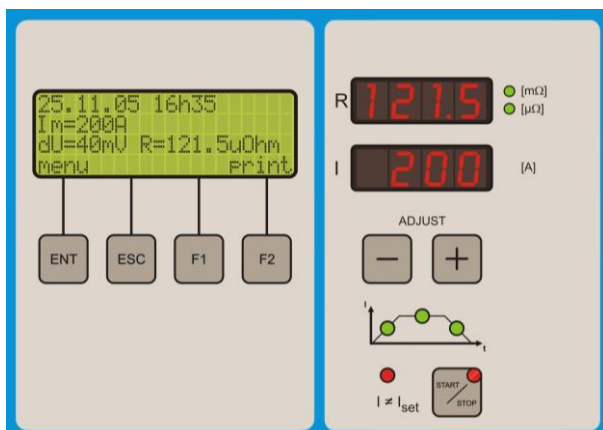 25.11.05 16h35
Im=200A
dU=40mV R=121.5uOhm
menu print
ENT ESC F1 F2
R 121.5 [mΩ]
[µΩ]
I 200 [A]
ADJUST
− +
I
t
I ≠ Iset
START
STOP